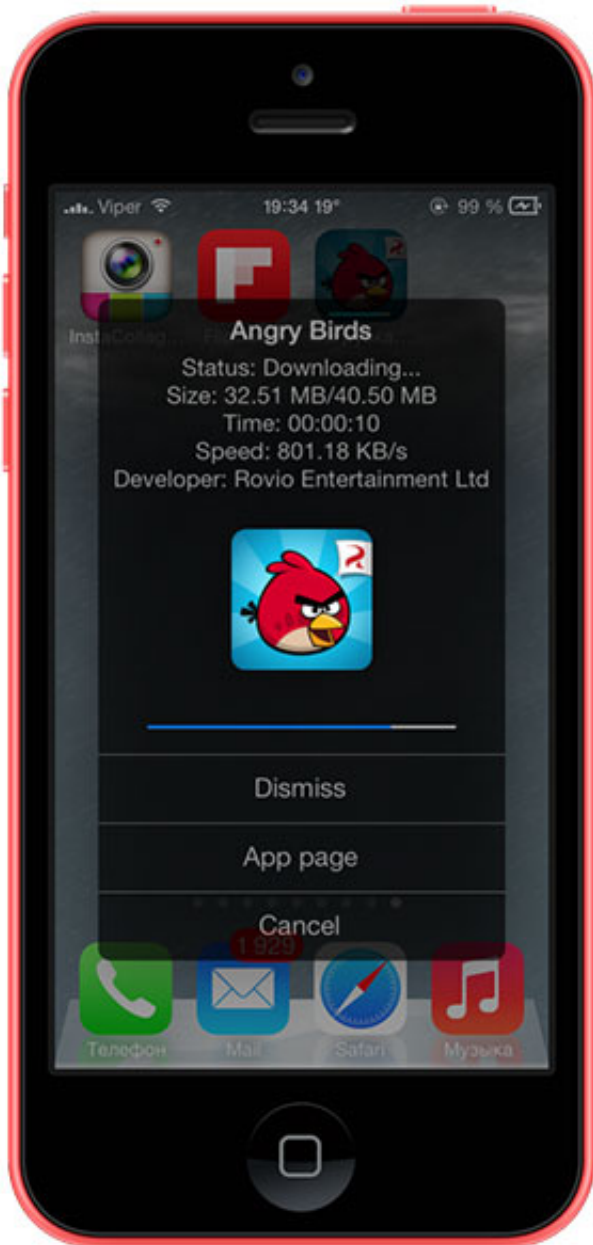 Viper 19:34 19° 99 %
InstaCollag...
Angry Birds
Status: Downloading...
Size: 32.51 MB/40.50 MB
Time: 00:00:10
Speed: 801.18 KB/s
Developer: Rovio Entertainment Ltd
Dismiss
App page
Cancel
1 929
Телефон Mail Safari Музыка